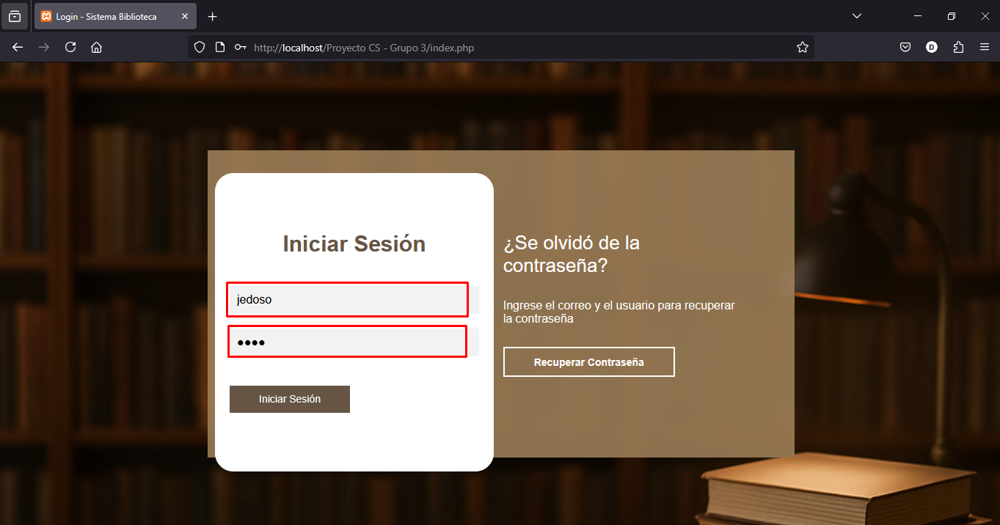 Login - Sistema Biblioteca
http://localhost/Proyecto CS - Grupo 3/index.php
D
Iniciar Sesión
jedoso
••••
Iniciar Sesión
¿Se olvidó de la
contraseña?
Ingrese el correo y el usuario para recuperar
la contraseña
Recuperar Contraseña